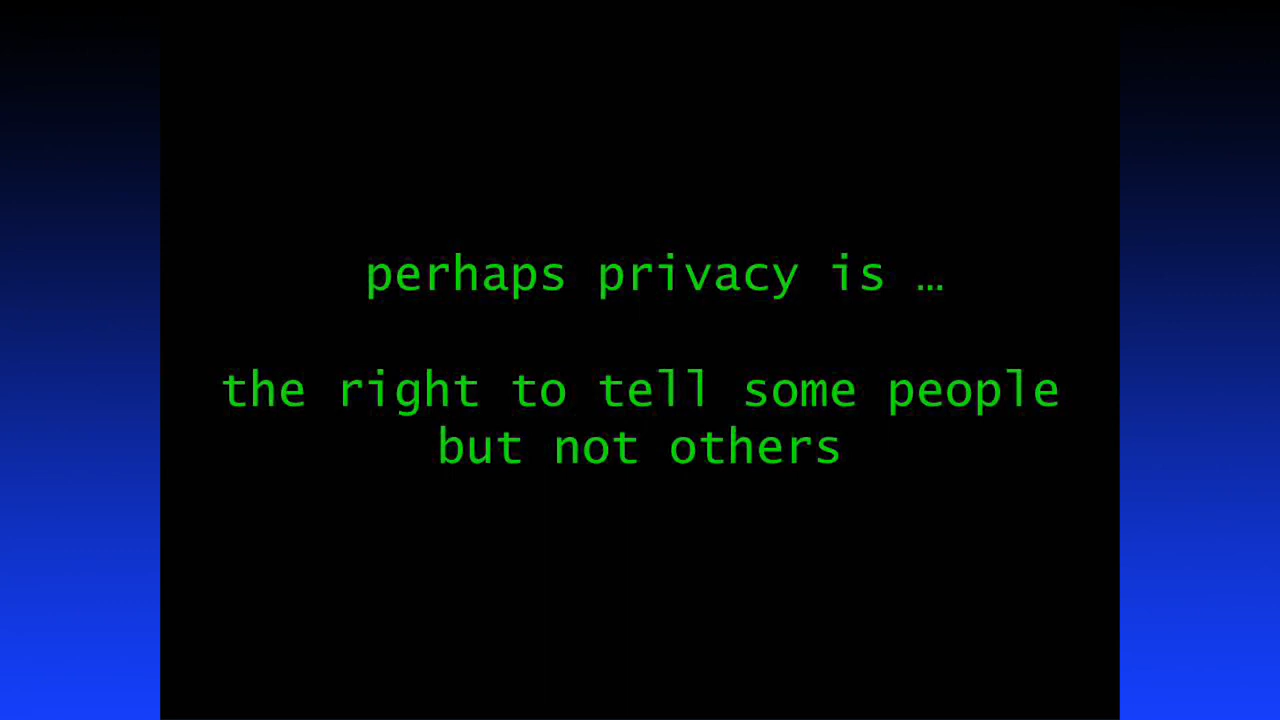 perhaps privacy is …
the right to tell some people
but not others